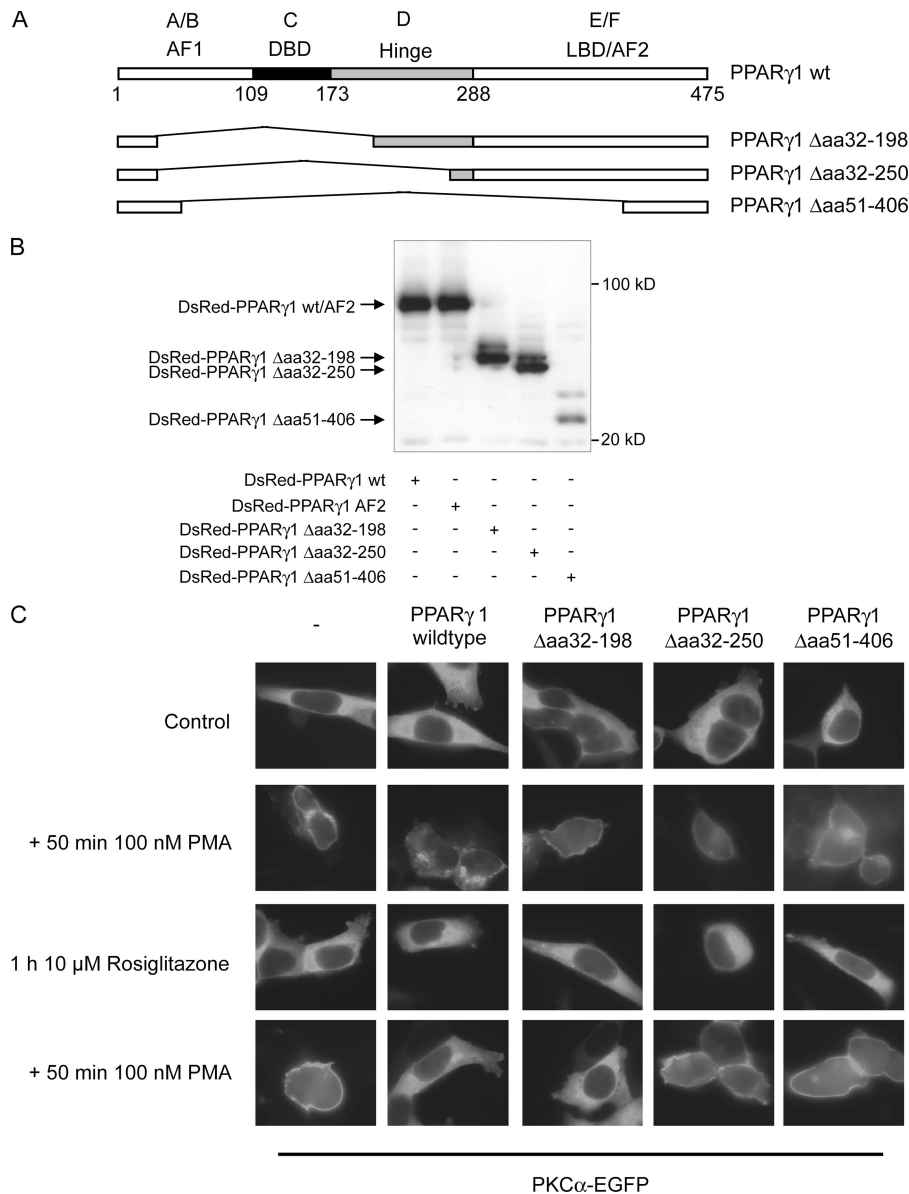 A
A/B C D E/F
AF1 DBD Hinge LBD/AF2
PPARγ1 wt
1 109 173 288 475
PPARγ1 Δaa32-198
PPARγ1 Δaa32-250
PPARγ1 Δaa51-406
B
100 kD
DsRed-PPARγ1 wt/AF2
DsRed-PPARγ1 Δaa32-198
DsRed-PPARγ1 Δaa32-250
DsRed-PPARγ1 Δaa51-406
20 kD
DsRed-PPARγ1 wt + - - - -
DsRed-PPARγ1 AF2 - + - - -
DsRed-PPARγ1 Δaa32-198 - - + - -
DsRed-PPARγ1 Δaa32-250 - - - + -
DsRed-PPARγ1 Δaa51-406 - - - - +
C
- PPARγ 1 PPARγ1 PPARγ1 PPARγ1
wildtype Δaa32-198 Δaa32-250 Δaa51-406
Control
+ 50 min 100 nM PMA
1 h 10 µM Rosiglitazone
+ 50 min 100 nM PMA
PKCα-EGFP